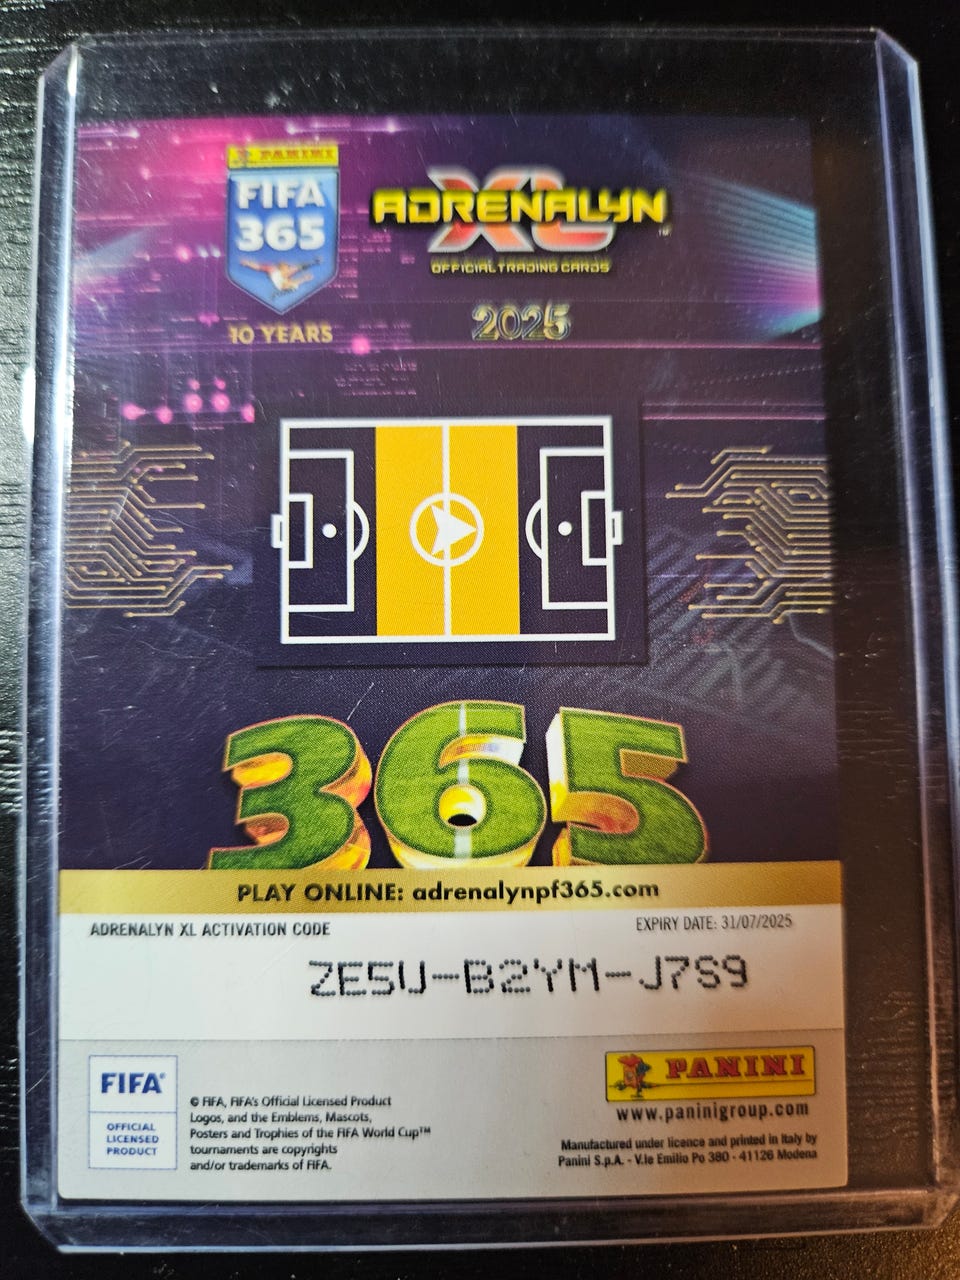 PANINI
FIFA
365
10 YEARS
ADRENALYN
XL
TM
OFFICIAL TRADING CARDS
2025
365
PLAY ONLINE: adrenalynpf365.com
ADRENALYN XL ACTIVATION CODE
EXPIRY DATE: 31/07/2025
ZE5U-B2YM-J7S9
FIFA®
OFFICIAL
LICENSED
PRODUCT
© FIFA, FIFA's Official Licensed Product
Logos, and the Emblems, Mascots,
Posters and Trophies of the FIFA World Cup™
tournaments are copyrights
and/or trademarks of FIFA.
PANINI
www.paninigroup.com
Manufactured under licence and printed in Italy by
Panini S.p.A. - V.le Emilio Po 380 - 41126 Modena